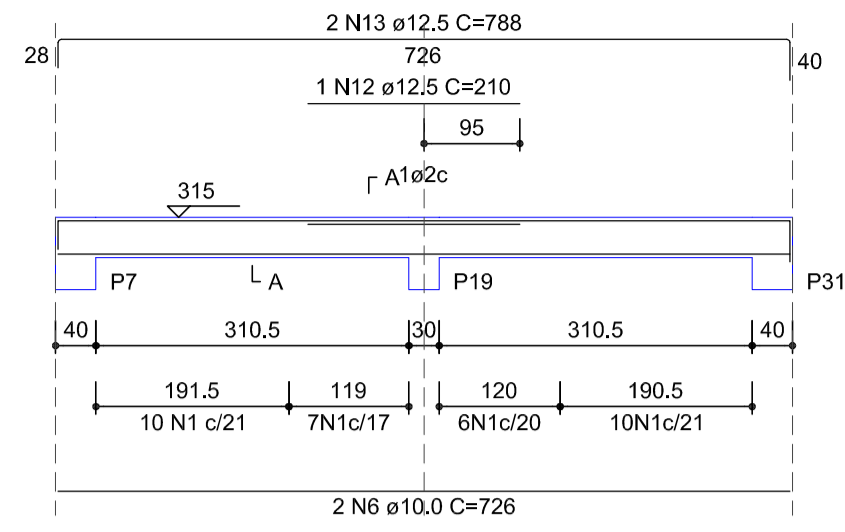 2 N13 ø12.5 C=788
28 726 40
1 N12 ø12.5 C=210
95
A 1ø2c
315
A
P7 P19 P31
40 310.5 30 310.5 40
191.5 119 120 190.5
10 N1 c/21 7N1c/17 6N1c/20 10N1c/21
2 N6 ø10.0 C=726